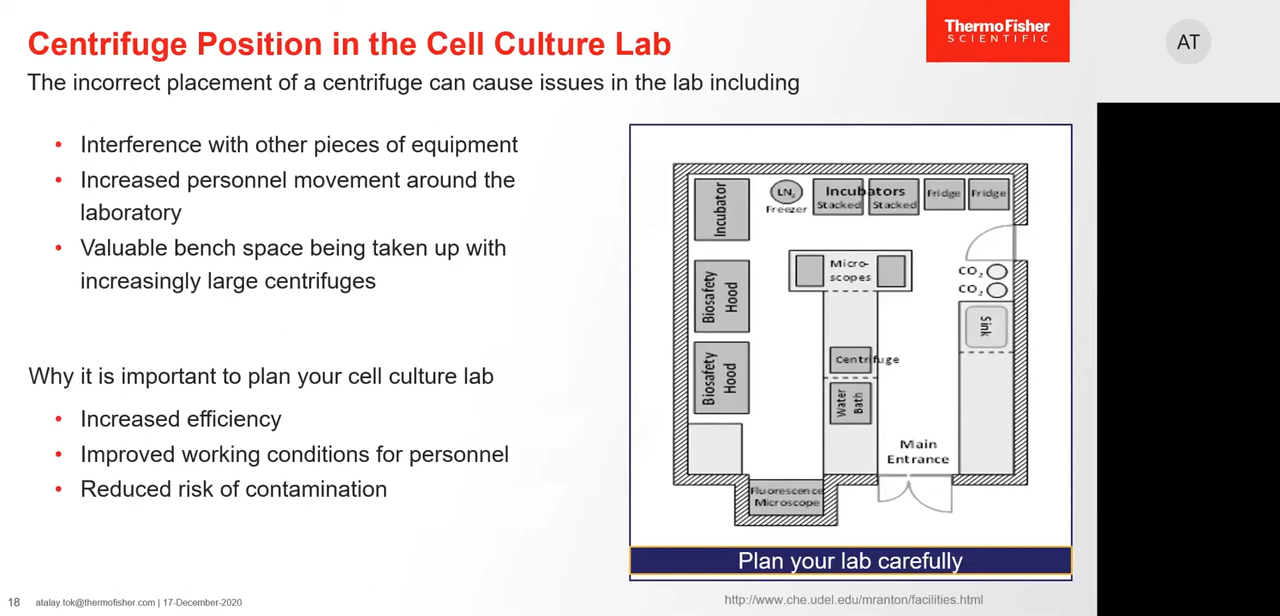 Centrifuge Position in the Cell Culture Lab
ThermoFisher
SCIENTIFIC
AT
The incorrect placement of a centrifuge can cause issues in the lab including
• Interference with other pieces of equipment
• Increased personnel movement around the
laboratory
• Valuable bench space being taken up with
increasingly large centrifuges
Why it is important to plan your cell culture lab
• Increased efficiency
• Improved working conditions for personnel
• Reduced risk of contamination
Incubator
LN₂
Freezer
Incubators
Stacked
Stacked
Fridge
Fridge
Biosafety
Hood
Micro-
scopes
CO₂
CO₂
Sink
Centrifuge
Biosafety
Hood
Water
Bath
Main
Entrance
Fluorescence
Microscope
Plan your lab carefully
18
atalay.tok@thermofisher.com | 17-December-2020
http://www.che.udel.edu/mranton/facilities.html